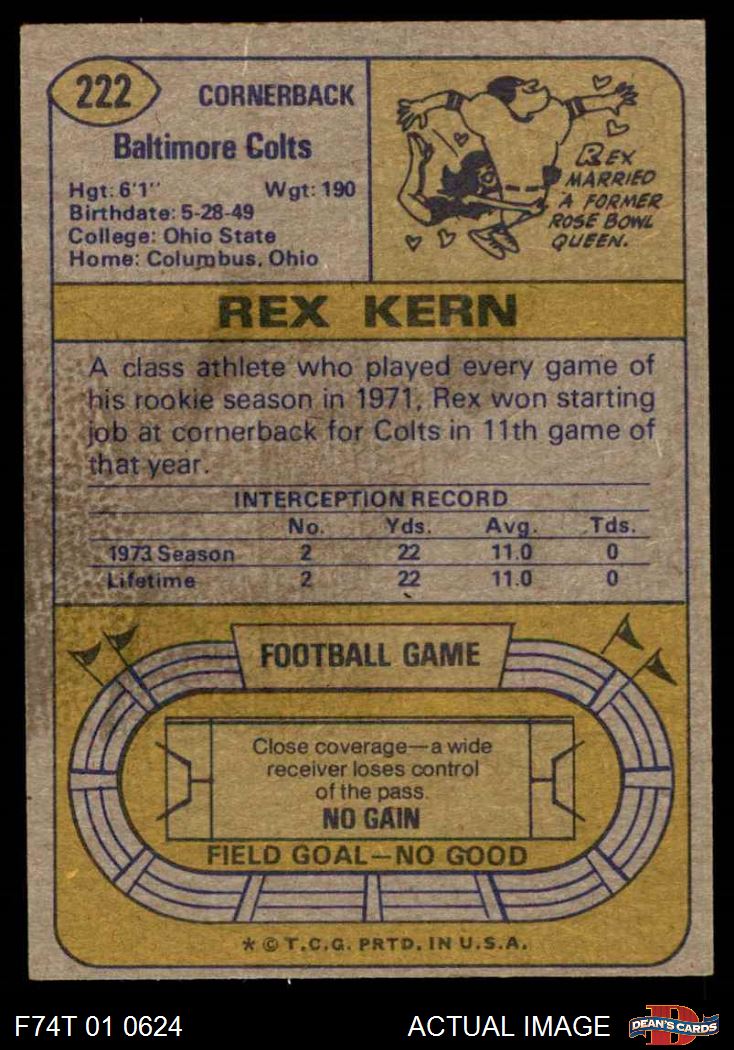 222
CORNERBACK
Baltimore Colts
Hgt: 6'1" Wgt: 190
Birthdate: 5-28-49
College: Ohio State
Home: Columbus, Ohio
REX
MARRIED
A FORMER
ROSE BOWL
QUEEN.
REX KERN
A class athlete who played every game of
his rookie season in 1971, Rex won starting
job at cornerback for Colts in 11th game of
that year.
INTERCEPTION RECORD
No. Yds. Avg. Tds.
1973 Season 2 22 11.0 0
Lifetime 2 22 11.0 0
FOOTBALL GAME
Close coverage—a wide
receiver loses control
of the pass.
NO GAIN
FIELD GOAL—NO GOOD
* © T.C.G. PRTD. IN U.S.A.
F74T 01 0624 ACTUAL IMAGE
D
DEAN'S CARDS